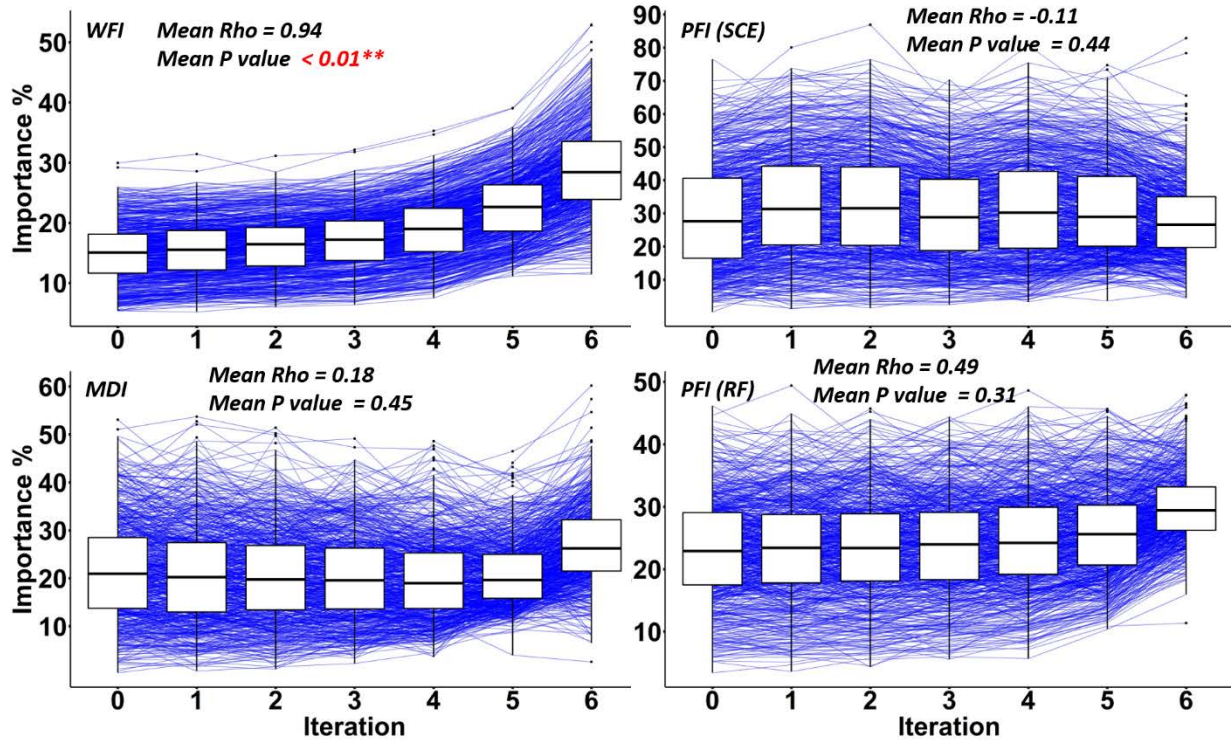 WFI
Mean Rho = 0.94
Mean P value < 0.01**
Importance %
50
40
30
20
10
0 1 2 3 4 5 6
PFI (SCE)
Mean Rho = -0.11
Mean P value = 0.44
90
80
70
60
50
40
30
20
10
0 1 2 3 4 5 6
MDI
Mean Rho = 0.18
Mean P value = 0.45
Importance %
60
50
40
30
20
10
0 1 2 3 4 5 6
Iteration
PFI (RF)
Mean Rho = 0.49
Mean P value = 0.31
50
40
30
20
10
0 1 2 3 4 5 6
Iteration